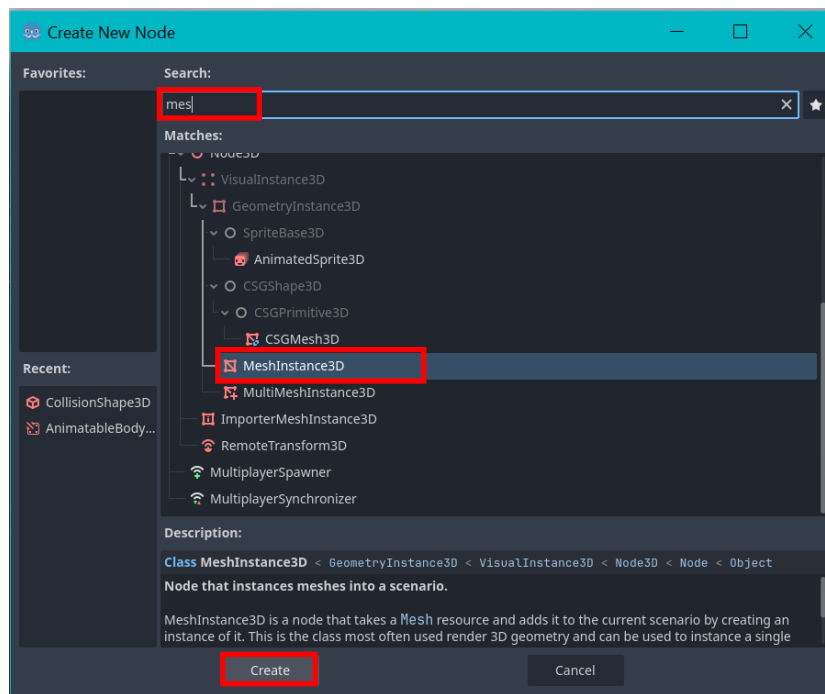 Create New Node
Favorites:
Search:
mes
Matches:
Node3D
VisualInstance3D
GeometryInstance3D
SpriteBase3D
AnimatedSprite3D
CSGShape3D
CSGPrimitive3D
CSGMesh3D
MeshInstance3D
MultiMeshInstance3D
ImporterMeshInstance3D
RemoteTransform3D
MultiplayerSpawner
MultiplayerSynchronizer
Recent:
CollisionShape3D
AnimatableBody...
Description:
Class MeshInstance3D < GeometryInstance3D < VisualInstance3D < Node3D < Node < Object
Node that instances meshes into a scenario.
MeshInstance3D is a node that takes a Mesh resource and adds it to the current scenario by creating an
instance of it. This is the class most often used render 3D geometry and can be used to instance a single
Create
Cancel